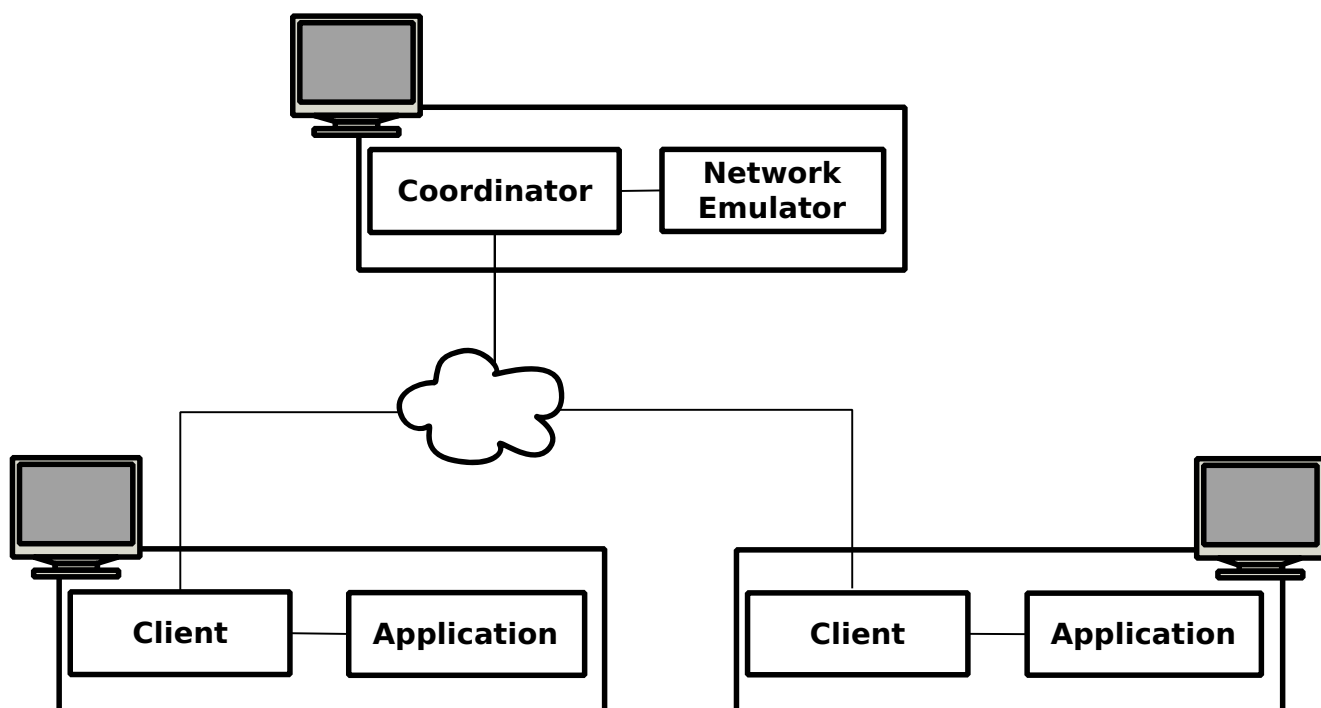 Coordinator
Network
Emulator
Client
Application
Client
Application